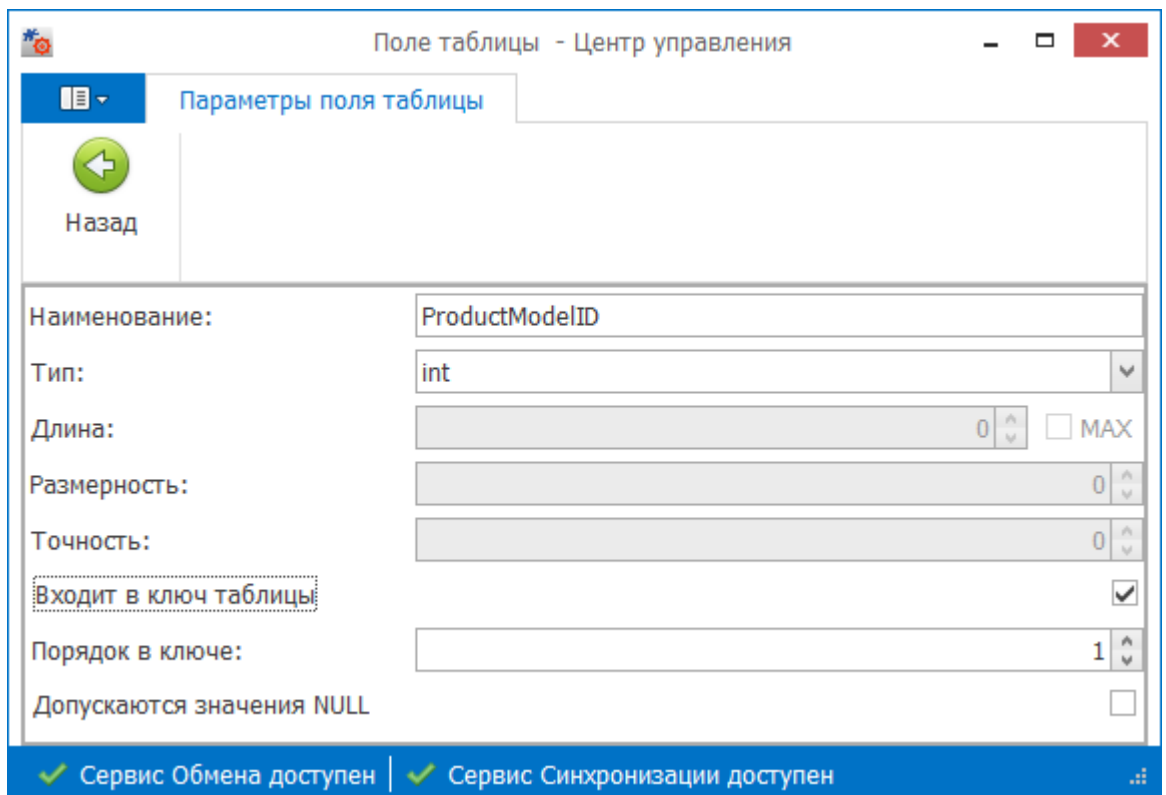 Поле таблицы - Центр управления
Параметры поля таблицы
Назад
Наименование: ProductModelID
Тип: int
Длина: 0 MAX
Размерность: 0
Точность: 0
Входит в ключ таблицы
Порядок в ключе: 1
Допускаются значения NULL
Сервис Обмена доступен Сервис Синхронизации доступен